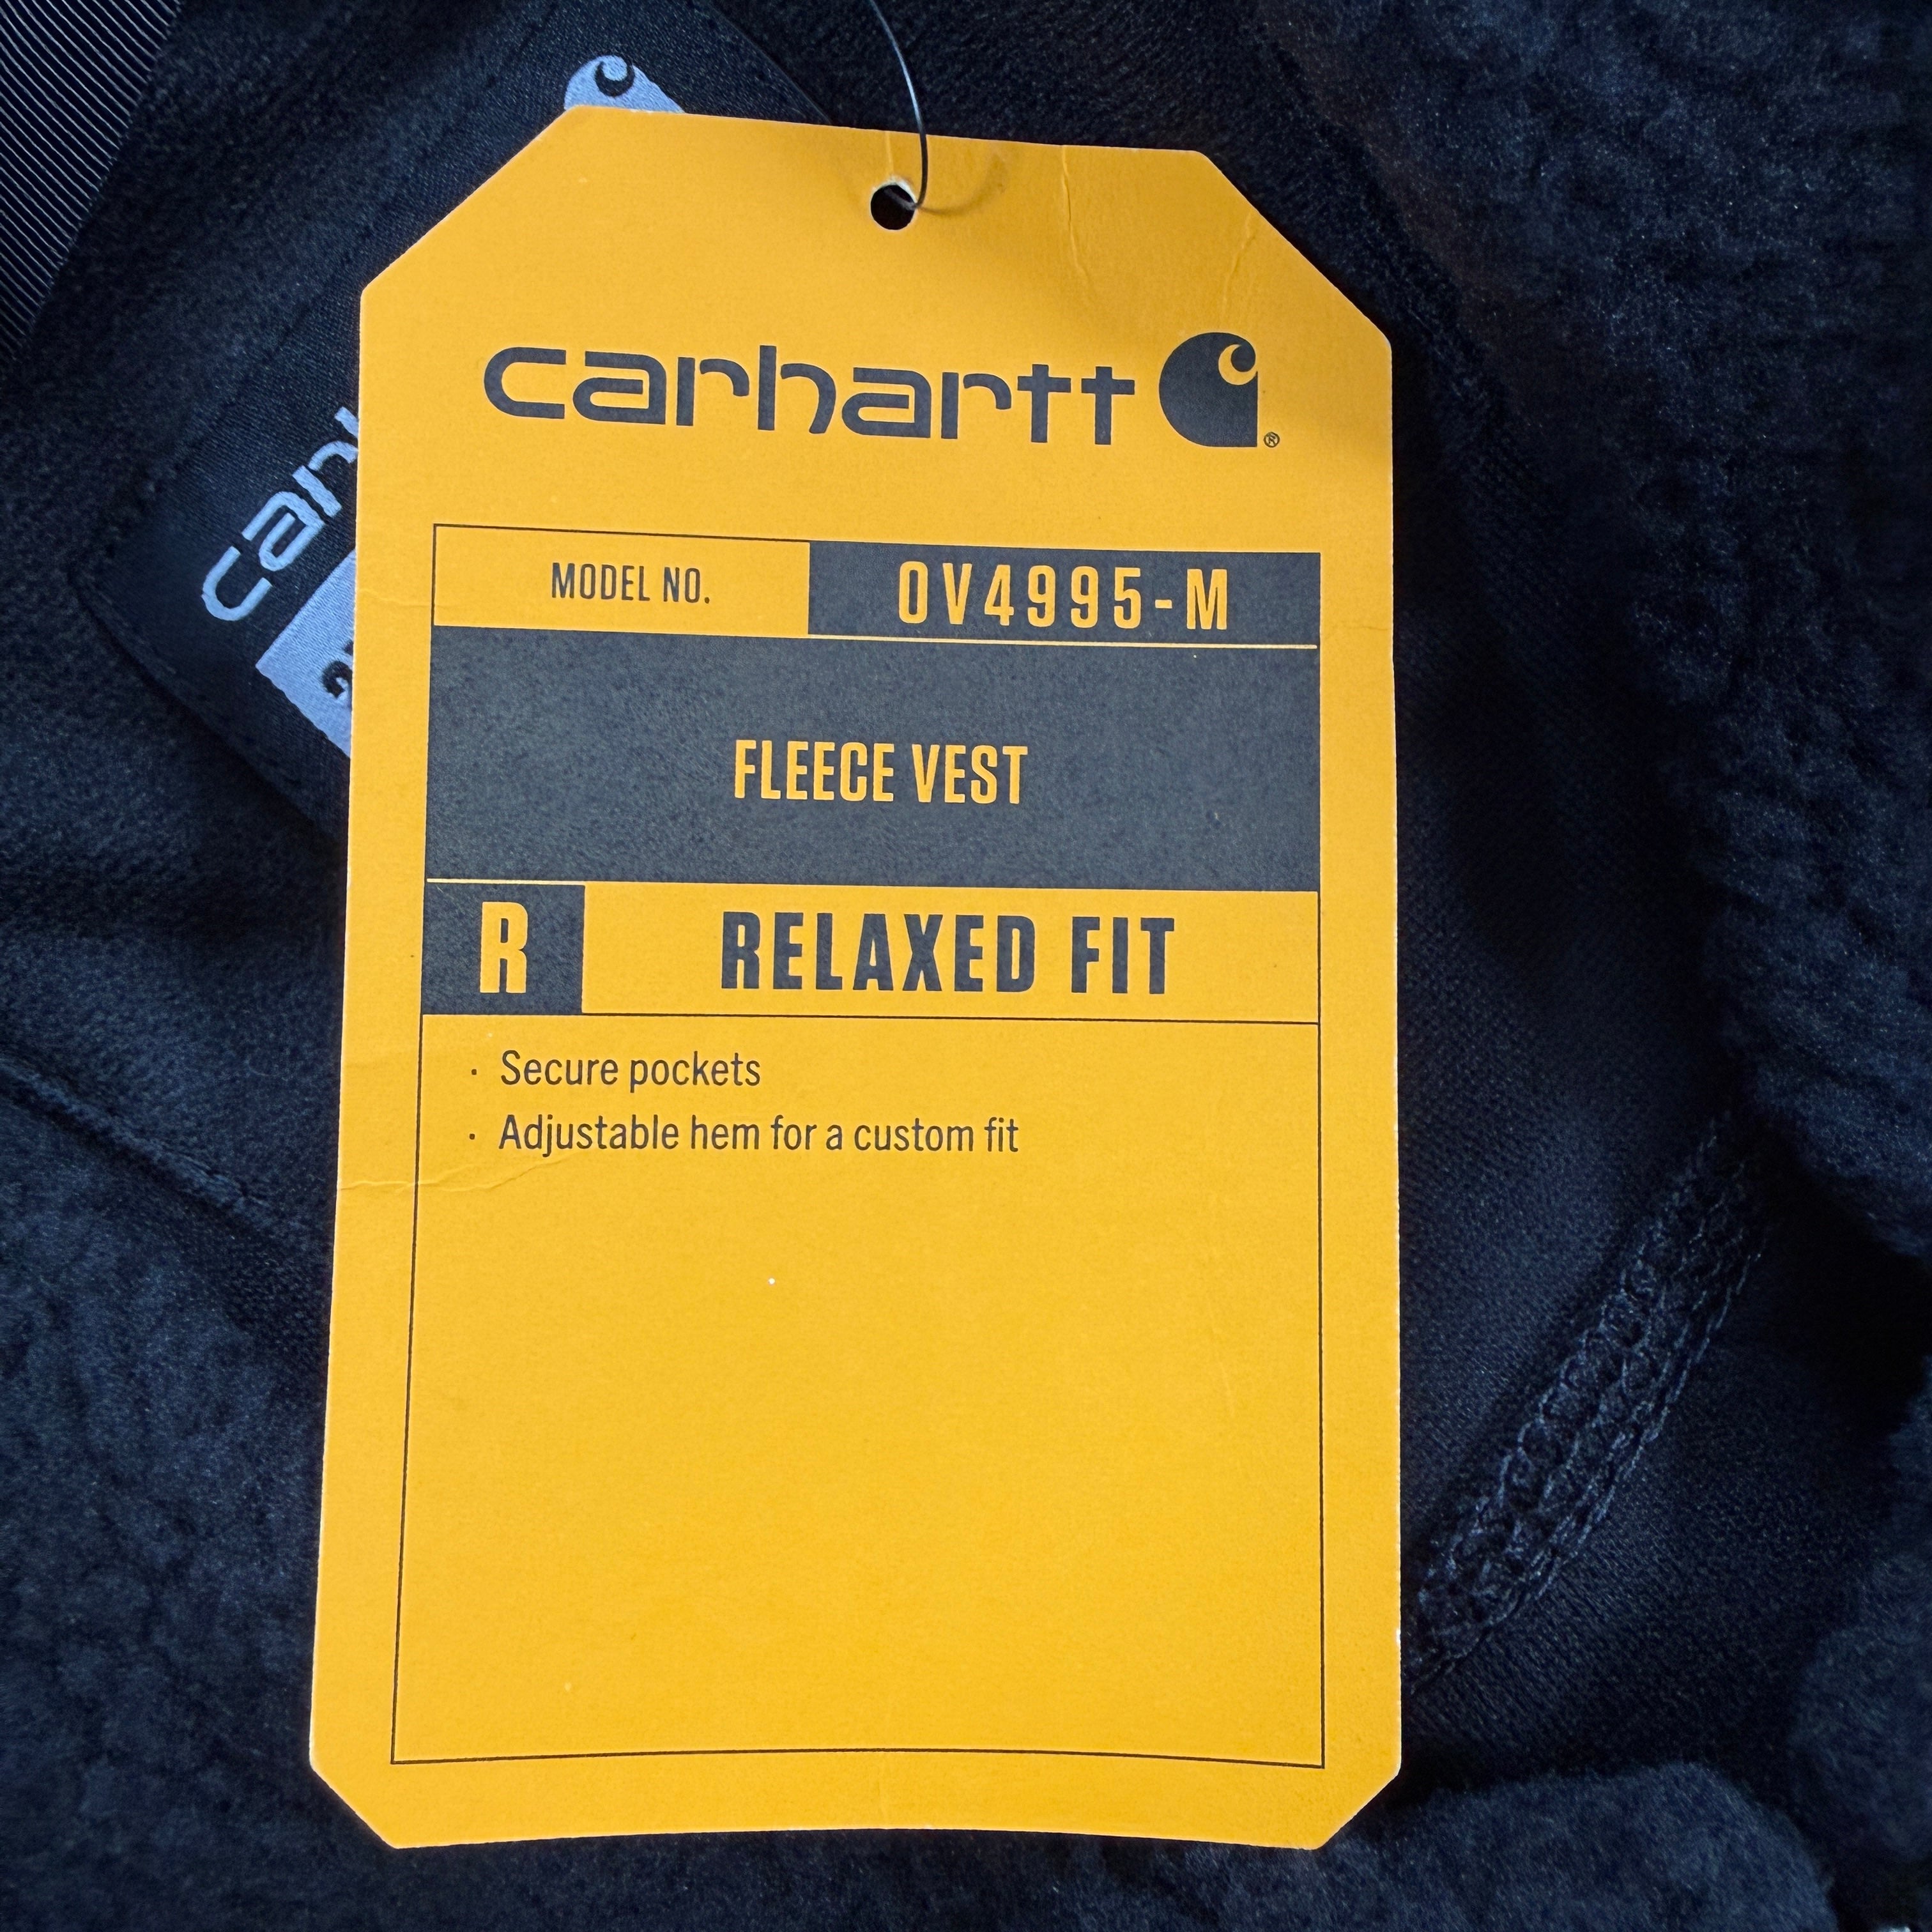 carhartt
MODEL NO. OV4995-M
FLEECE VEST
R RELAXED FIT
· Secure pockets
· Adjustable hem for a custom fit